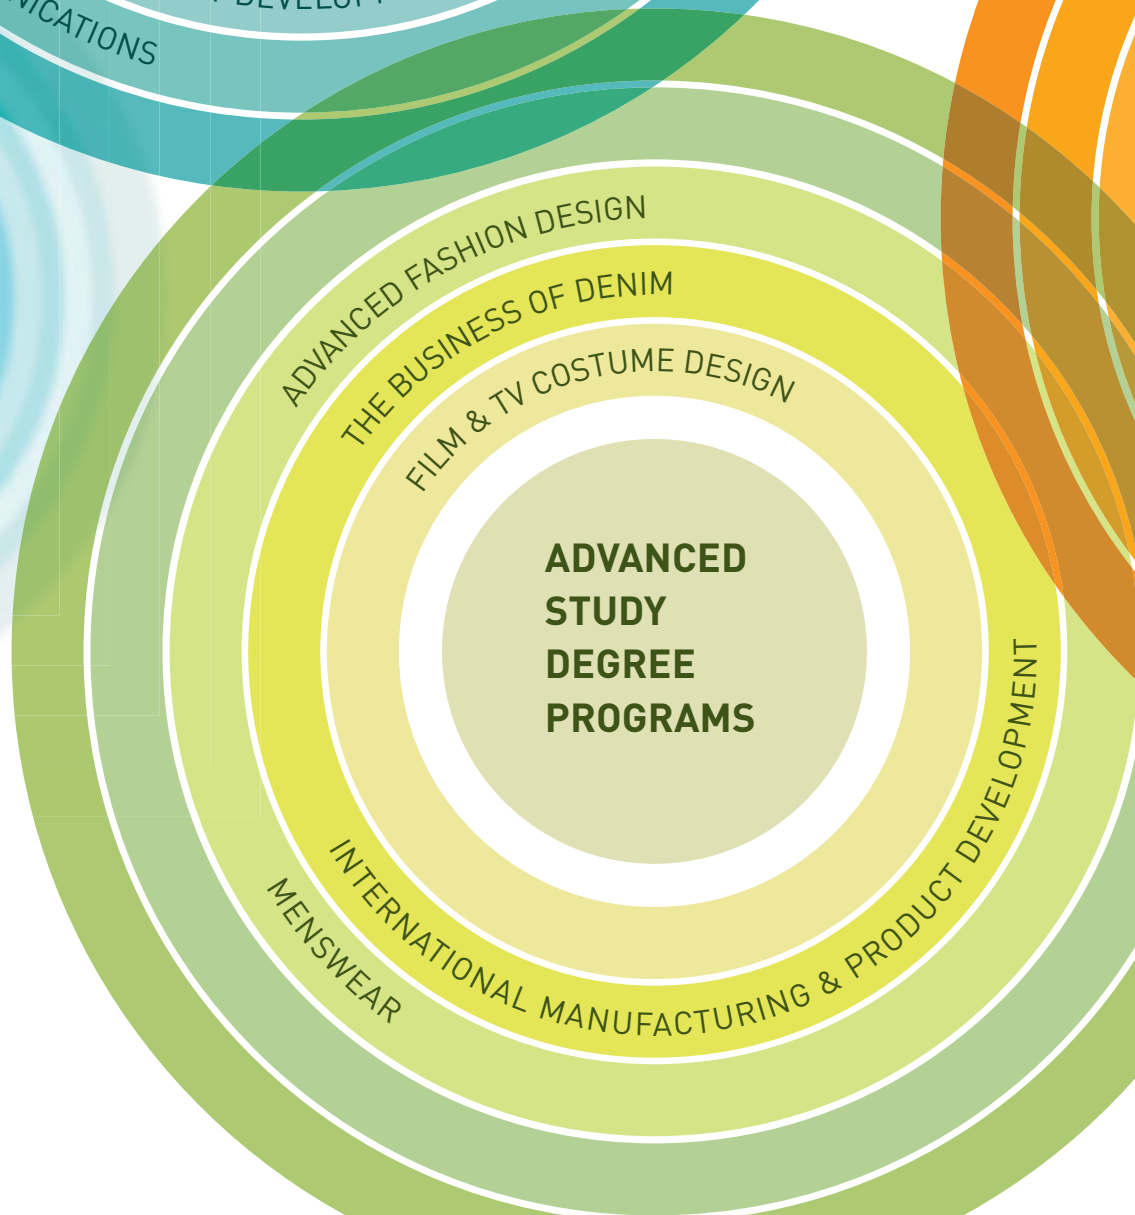 ADVANCED FASHION DESIGN
THE BUSINESS OF DENIM
FILM & TV COSTUME DESIGN
ADVANCED
STUDY
DEGREE
PROGRAMS
INTERNATIONAL MANUFACTURING & PRODUCT DEVELOPMENT
MENSWEAR